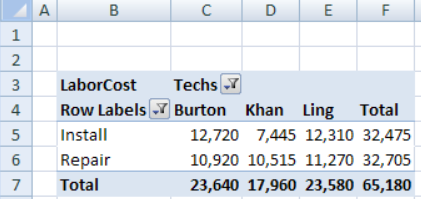 A B C D E F
1
2
3 LaborCost Techs
4 Row Labels Burton Khan Ling Total
5 Install 12,720 7,445 12,310 32,475
6 Repair 10,920 10,515 11,270 32,705
7 Total 23,640 17,960 23,580 65,180